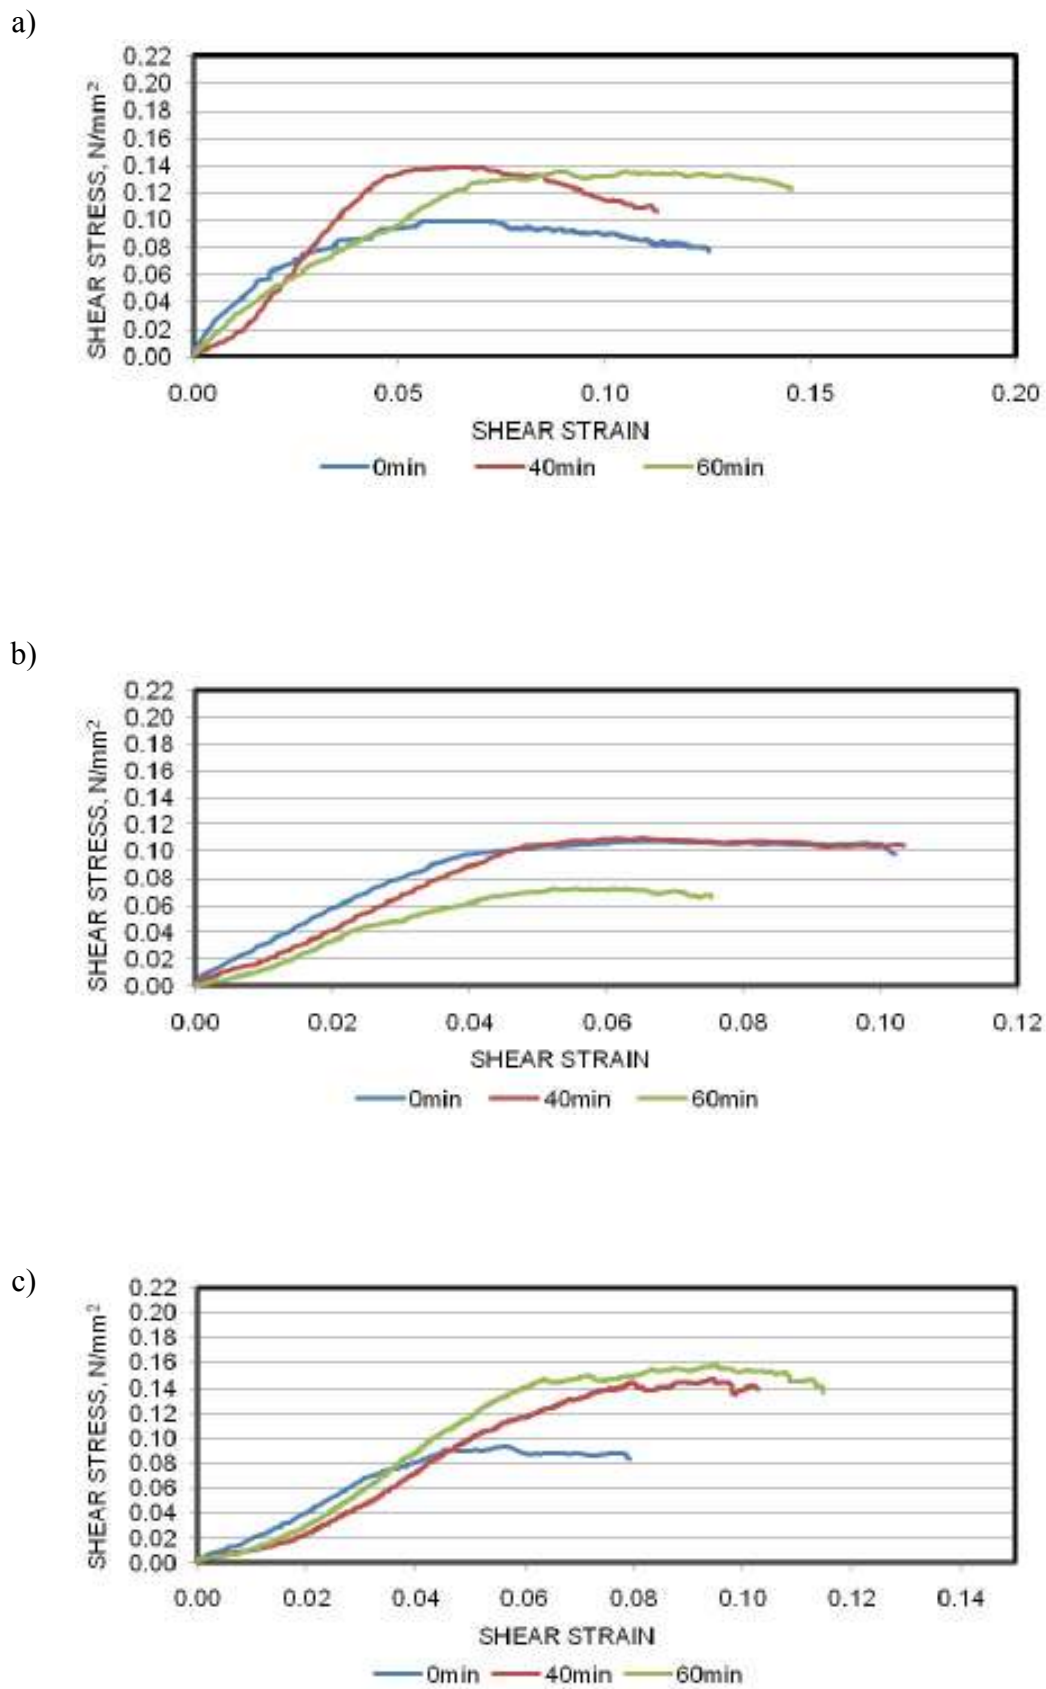 a)
SHEAR STRESS, N/mm²
0.22
0.20
0.18
0.16
0.14
0.12
0.10
0.08
0.06
0.04
0.02
0.00
0.00 0.05 0.10 0.15 0.20
SHEAR STRAIN
0min 40min 60min
b)
SHEAR STRESS, N/mm²
0.22
0.20
0.18
0.16
0.14
0.12
0.10
0.08
0.06
0.04
0.02
0.00
0.00 0.02 0.04 0.06 0.08 0.10 0.12
SHEAR STRAIN
0min 40min 60min
c)
SHEAR STRESS, N/mm²
0.22
0.20
0.18
0.16
0.14
0.12
0.10
0.08
0.06
0.04
0.02
0.00
0.00 0.02 0.04 0.06 0.08 0.10 0.12 0.14
SHEAR STRAIN
0min 40min 60min